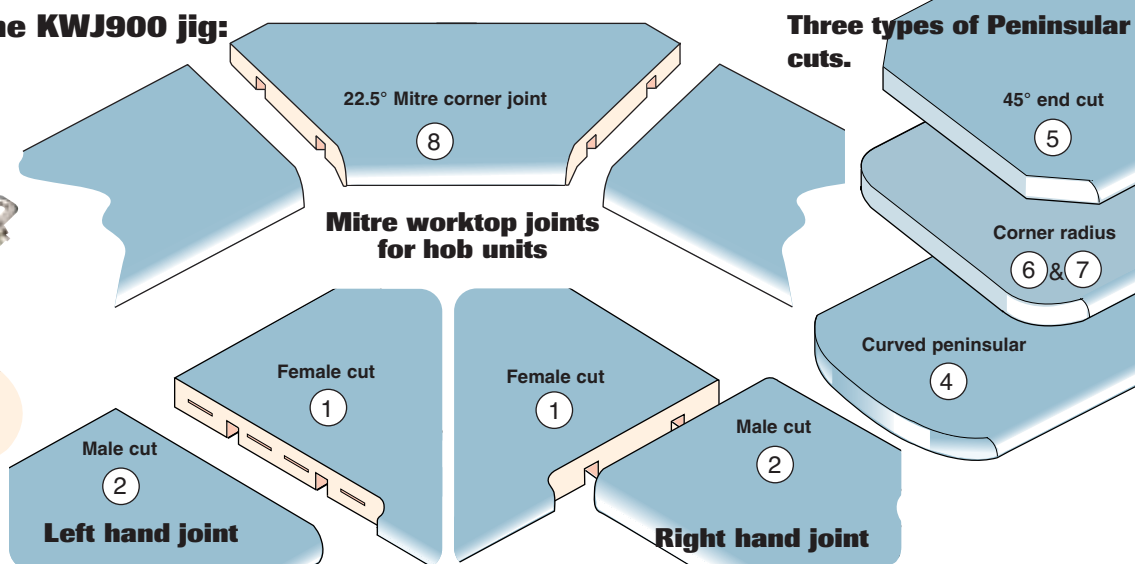 he KWJ900 jig:
Three types of Peninsular
cuts.
22.5° Mitre corner joint
8
45° end cut
5
Mitre worktop joints
for hob units
Corner radius
6 & 7
Curved peninsular
4
Female cut
1
Female cut
1
Male cut
2
Male cut
2
Left hand joint
Right hand joint